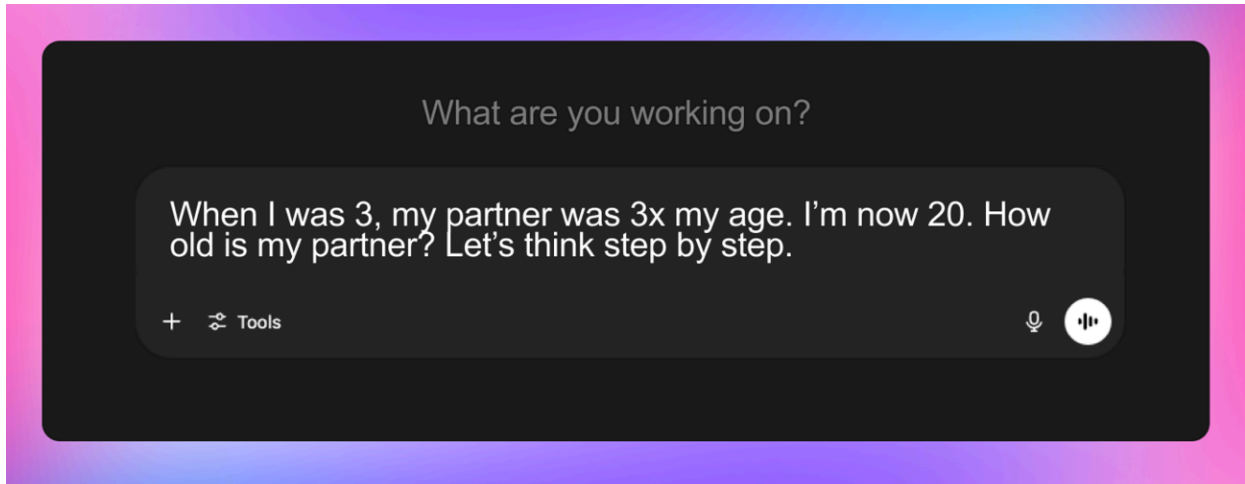 What are you working on?
When I was 3, my partner was 3x my age. I’m now 20. How
old is my partner? Let’s think step by step.
Tools